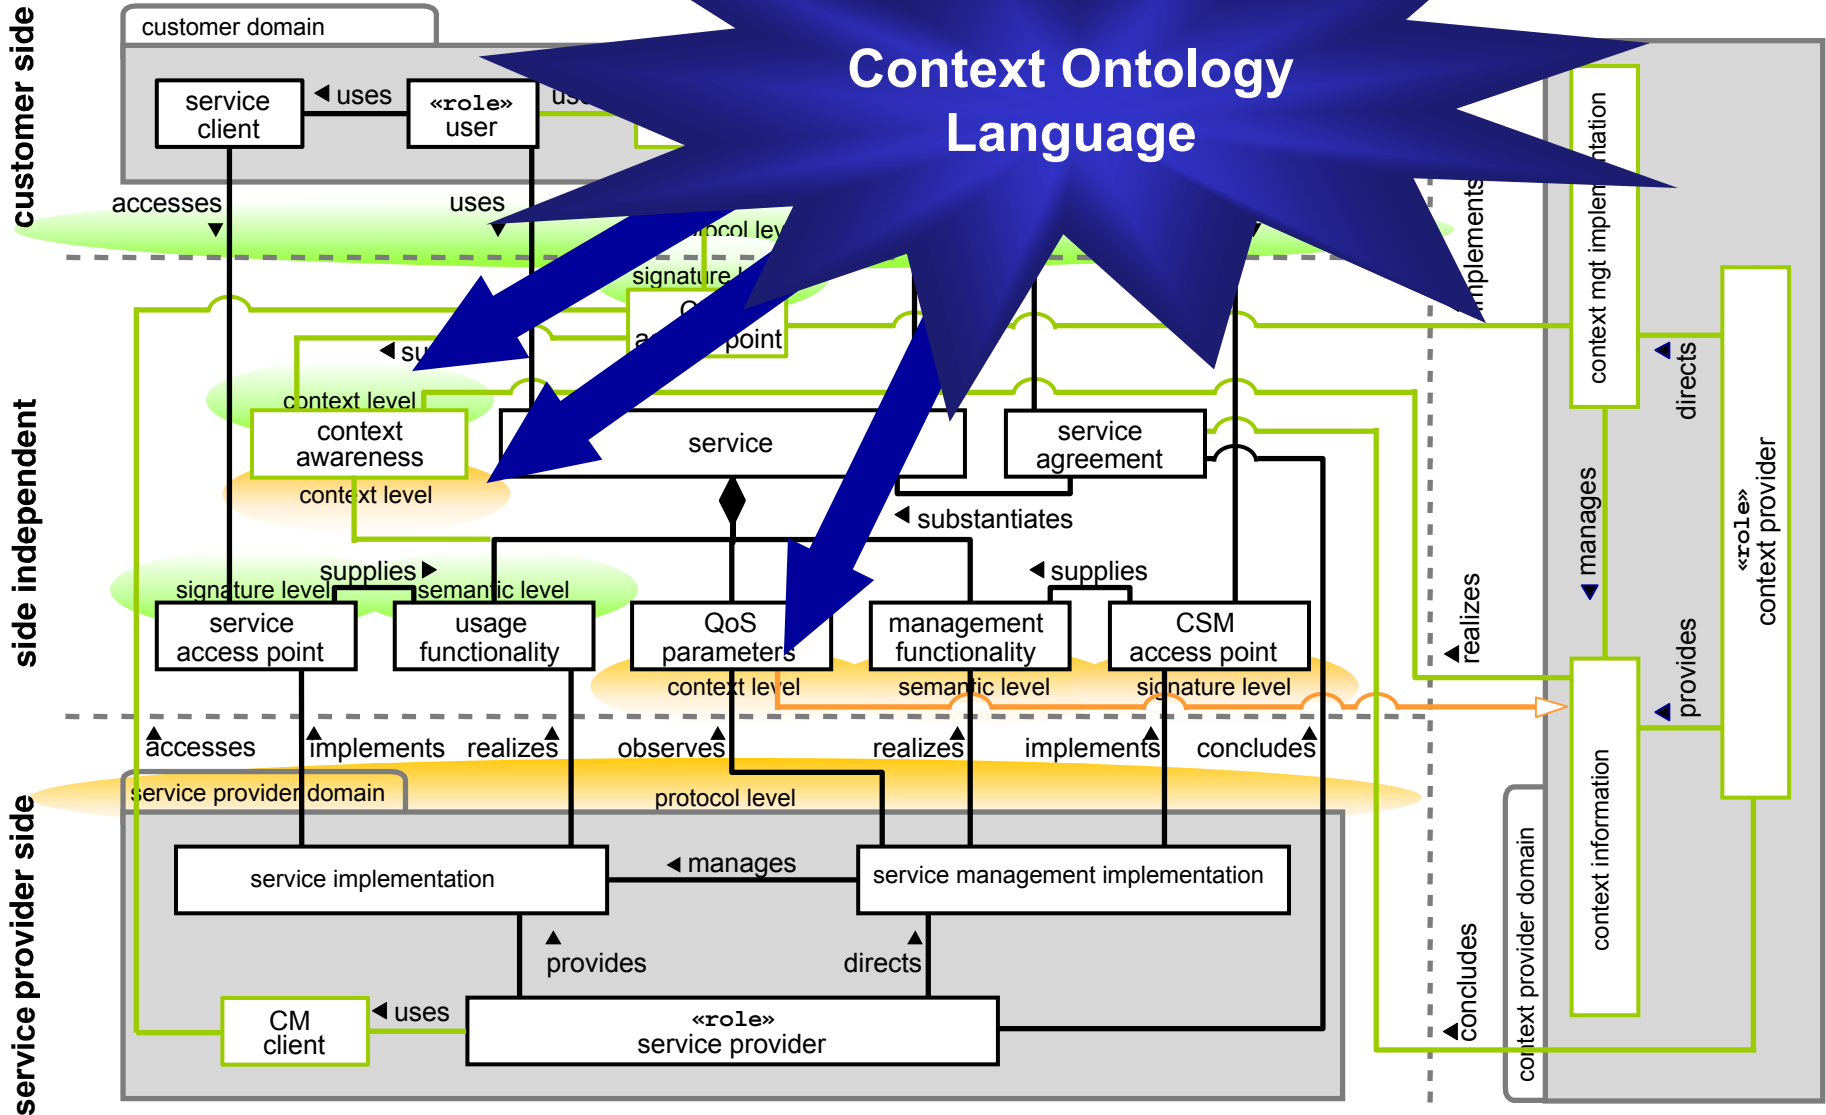 customer side
customer domain
Context Ontology
Language
service
client
uses
«role»
user
accesses
uses
signature
point
context level
context
awareness
context level
service
service
agreement
substantiates
side independent
signature level
supplies
semantic level
supplies
service
access point
usage
functionality
QoS
parameters
management
functionality
CSM
access point
context level
semantic level
signature level
accesses
implements
realizes
observes
realizes
implements
concludes
service provider domain
protocol level
service provider side
service implementation
manages
service management implementation
provides
directs
CM
client
uses
«role»
service provider
implements
realizes
concludes
context mgt implementation
directs
manages
provides
«role»
context provider
context information
context provider domain